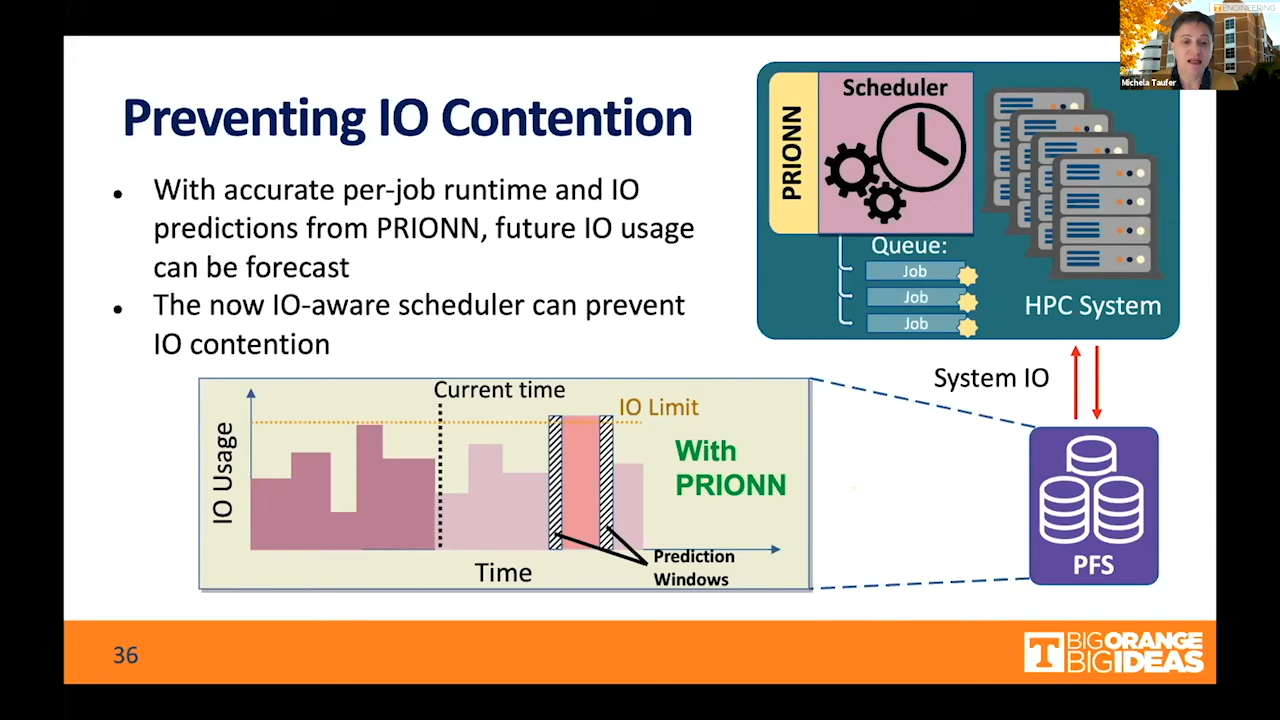 ENGINEERING
Michela Taufer
Preventing IO Contention
• With accurate per-job runtime and IO
predictions from PRIONN, future IO usage
can be forecast
• The now IO-aware scheduler can prevent
IO contention
PRIONN
Scheduler
Queue:
Job
Job
Job
HPC System
System IO
PFS
Current time
IO Limit
IO Usage
With
PRIONN
Prediction
Windows
Time
36
T BIG ORANGE
BIG IDEAS